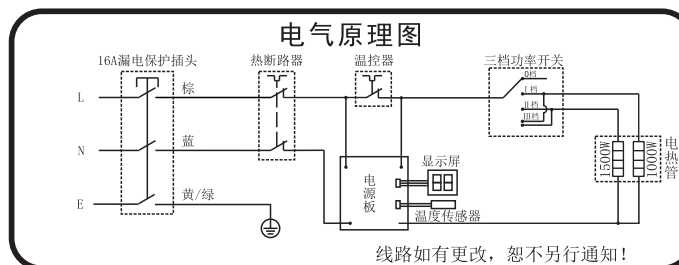 电气原理图
16A漏电保护插头
热断路器
温控器
三档功率开关
0档
I档
II档
III档
L
棕
N
蓝
E
黄/绿
电源板
显示屏
温度传感器
1500W
1000W
电热管
线路如有更改，恕不另行通知！